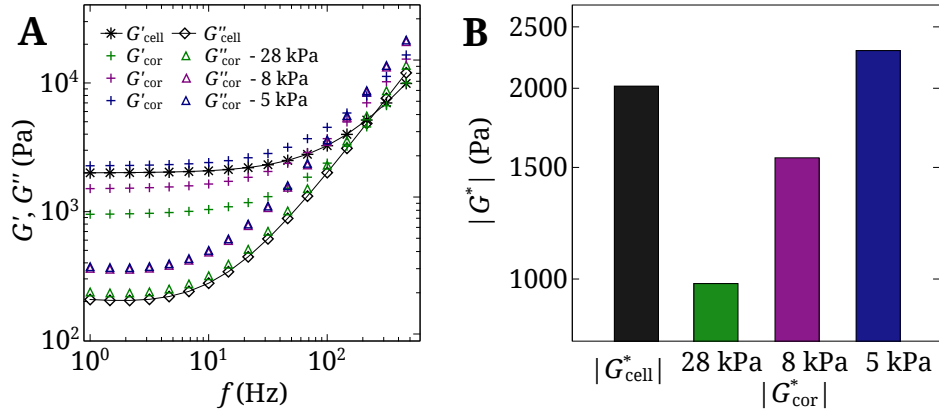 A
G′cell G″cell
G′cor G″cor - 28 kPa
G′cor G″cor - 8 kPa
G′cor G″cor - 5 kPa
10⁴
10³
10²
G′, G″ (Pa)
10⁰ 10¹ 10² 10³
f (Hz)
B
2500
2000
1500
1000
|G*| (Pa)
|G*cell| 28 kPa 8 kPa 5 kPa
|G*cor|